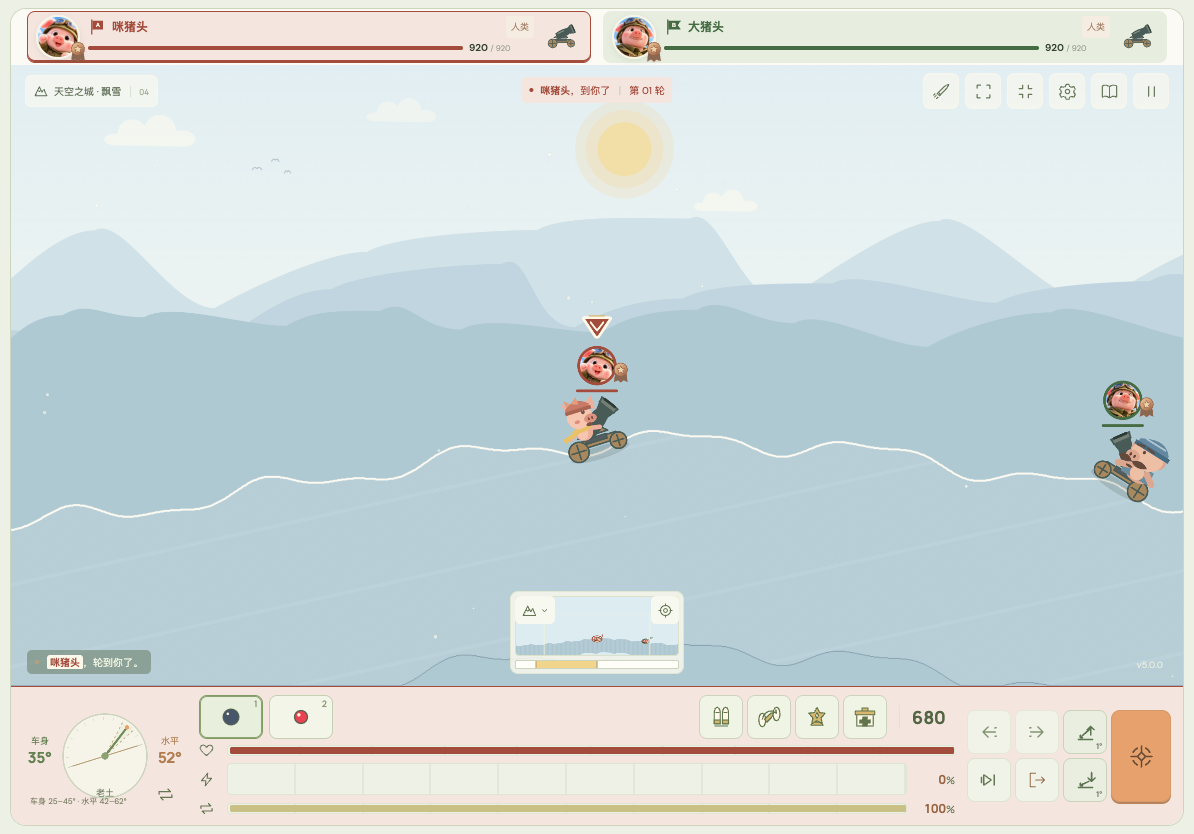 咪猪头
人类
920 / 920
大猪头
人类
920 / 920
天空之城 · 飘雪 04
咪猪头，到你了 第 01 轮
咪猪头，轮到你了。
v5.0.0
1
2
680
车身
35°
水平
52°
老土
车身 25–45° · 水平 42–62°
0%
100%
1°
1°